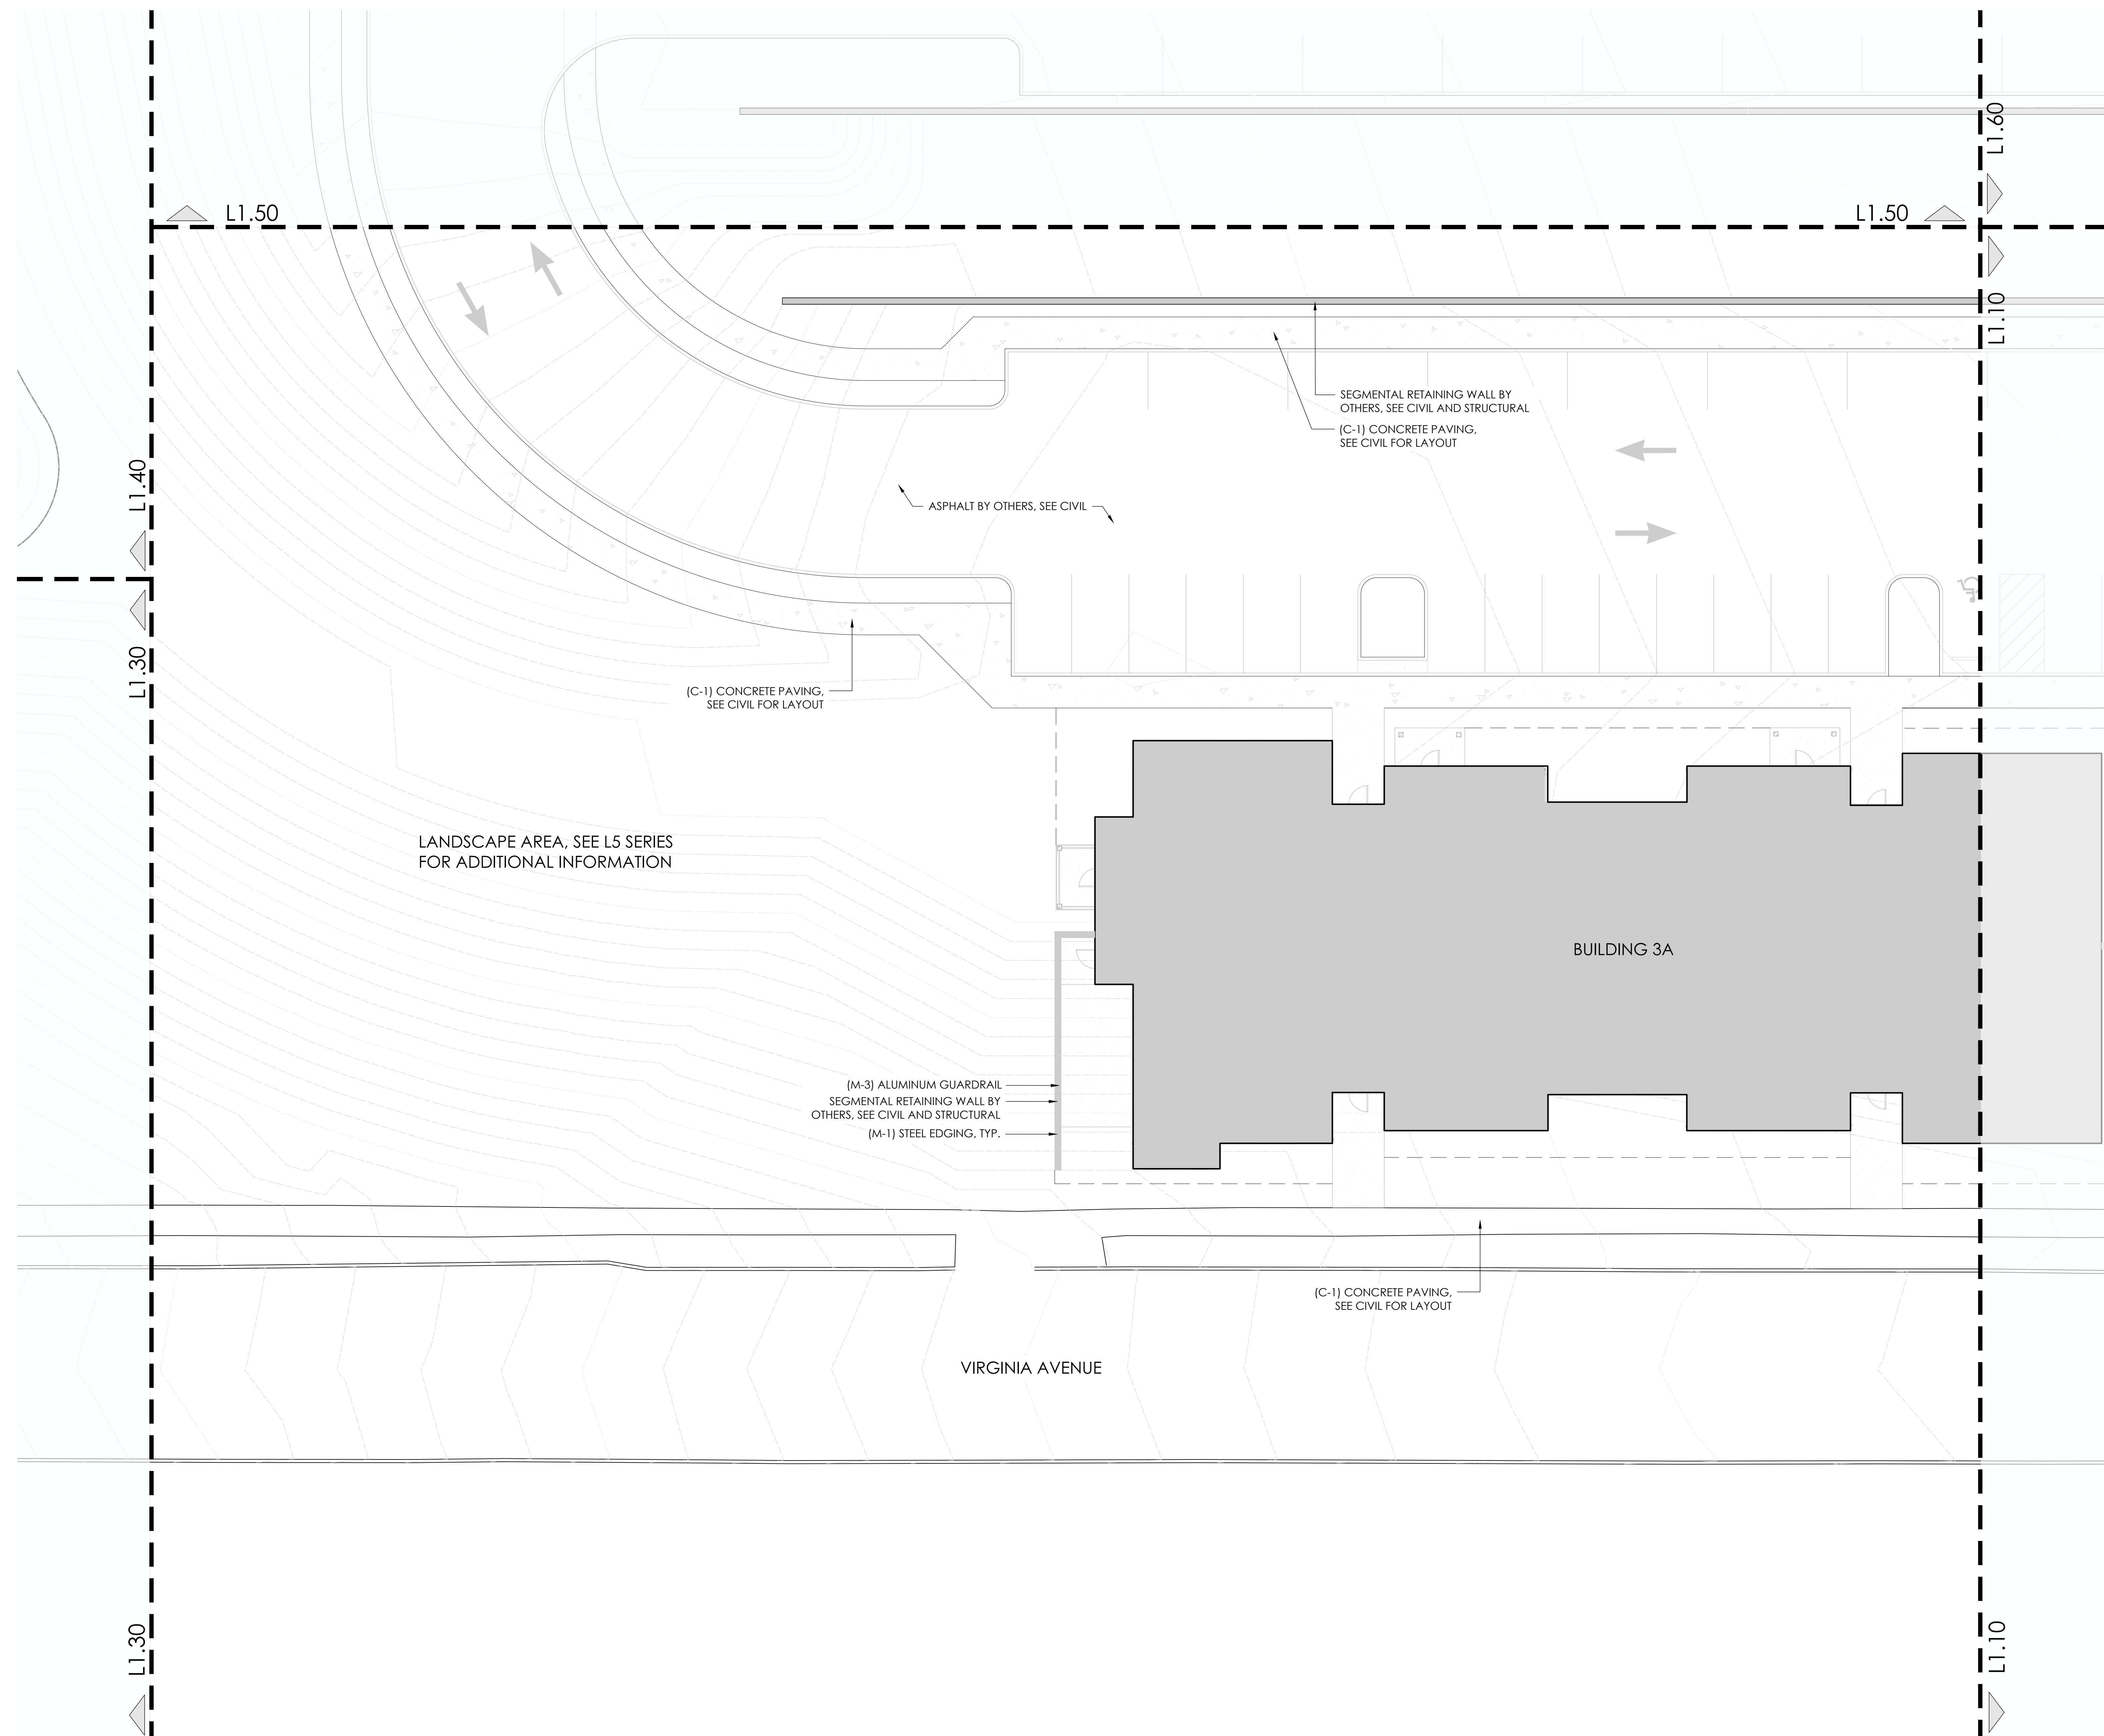 L1.60
L1.50
L1.50
L1.10
SEGMENTAL RETAINING WALL BY
OTHERS, SEE CIVIL AND STRUCTURAL
(C-1) CONCRETE PAVING,
SEE CIVIL FOR LAYOUT
L1.40
ASPHALT BY OTHERS, SEE CIVIL
L1.30
(C-1) CONCRETE PAVING,
SEE CIVIL FOR LAYOUT
LANDSCAPE AREA, SEE L5 SERIES
FOR ADDITIONAL INFORMATION
BUILDING 3A
(M-3) ALUMINUM GUARDRAIL
SEGMENTAL RETAINING WALL BY
OTHERS, SEE CIVIL AND STRUCTURAL
(M-1) STEEL EDGING, TYP.
(C-1) CONCRETE PAVING,
SEE CIVIL FOR LAYOUT
VIRGINIA AVENUE
L1.30
L1.10